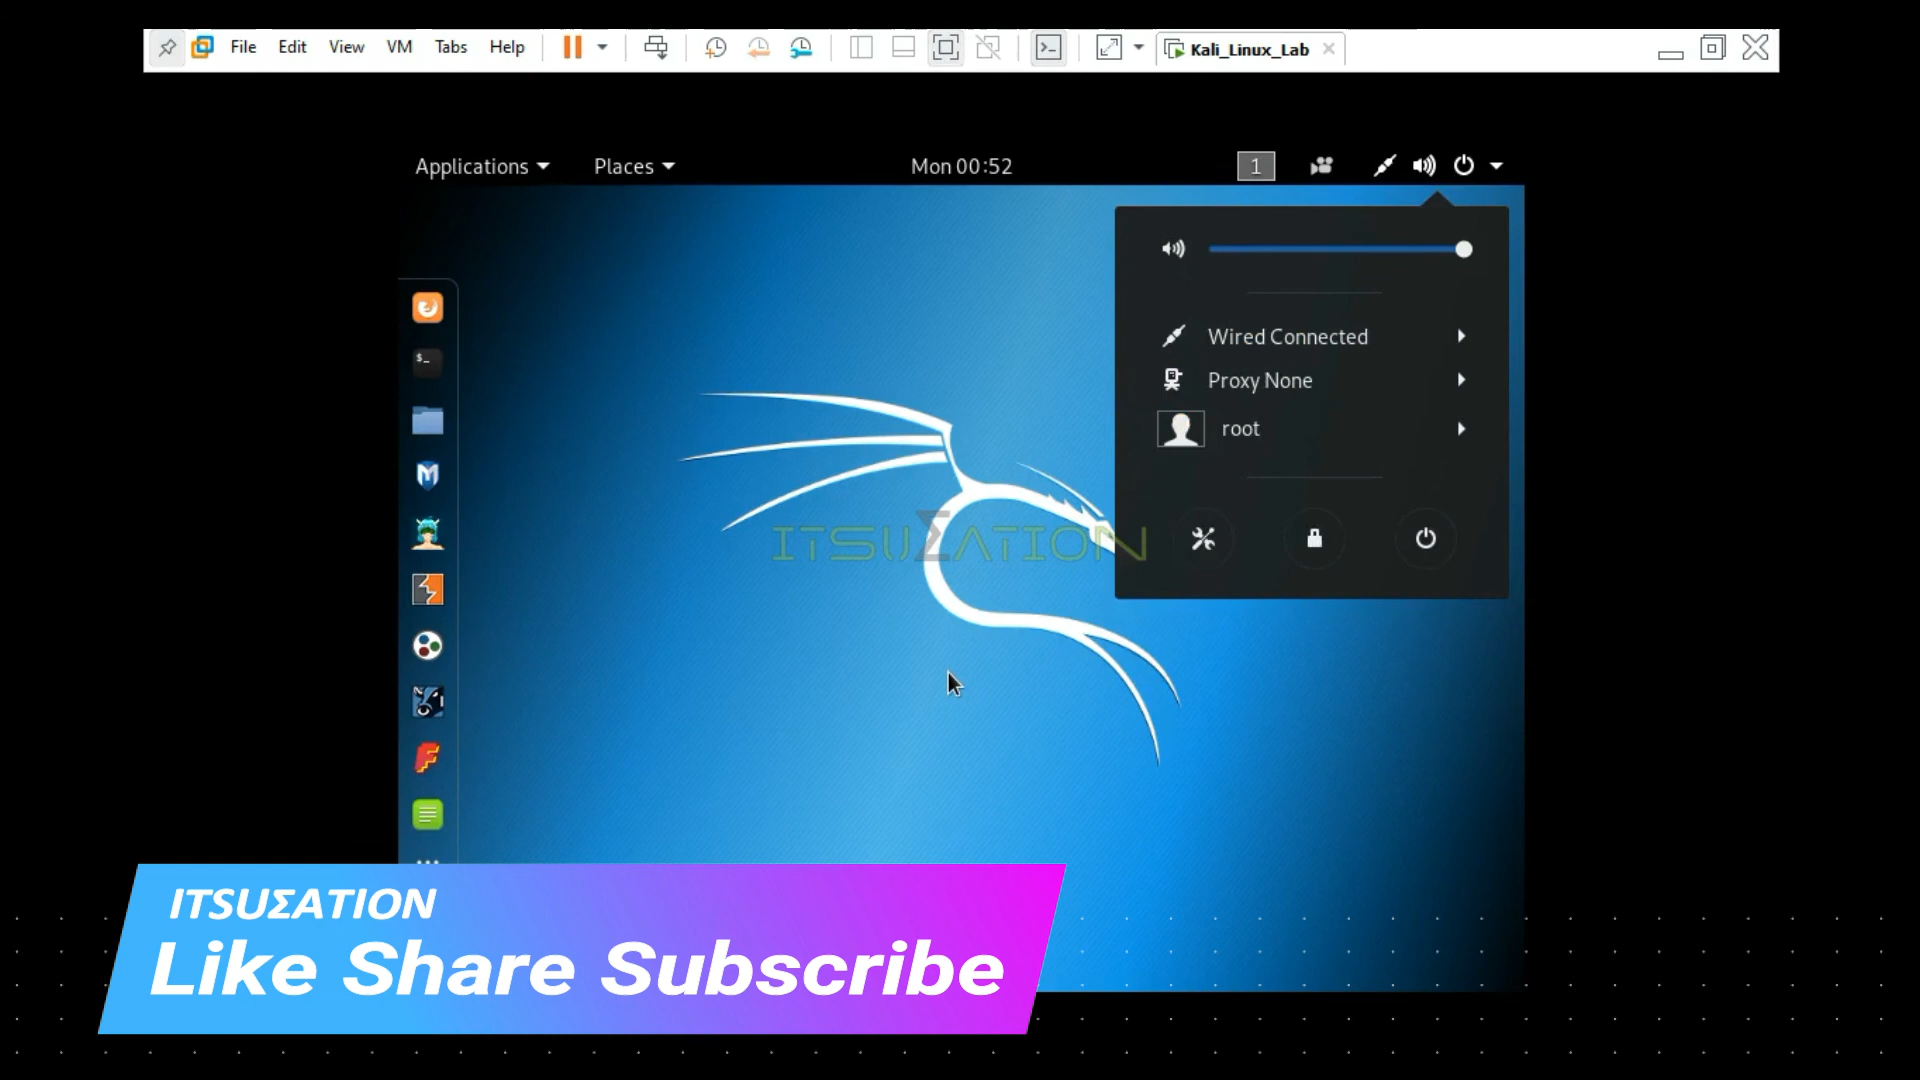 File Edit View VM Tabs Help Kali_Linux_Lab
Applications Places Mon 00:52 1
$_
Wired Connected
Proxy None
root
ITSUΣATION
ITSUΣATION
Like Share Subscribe